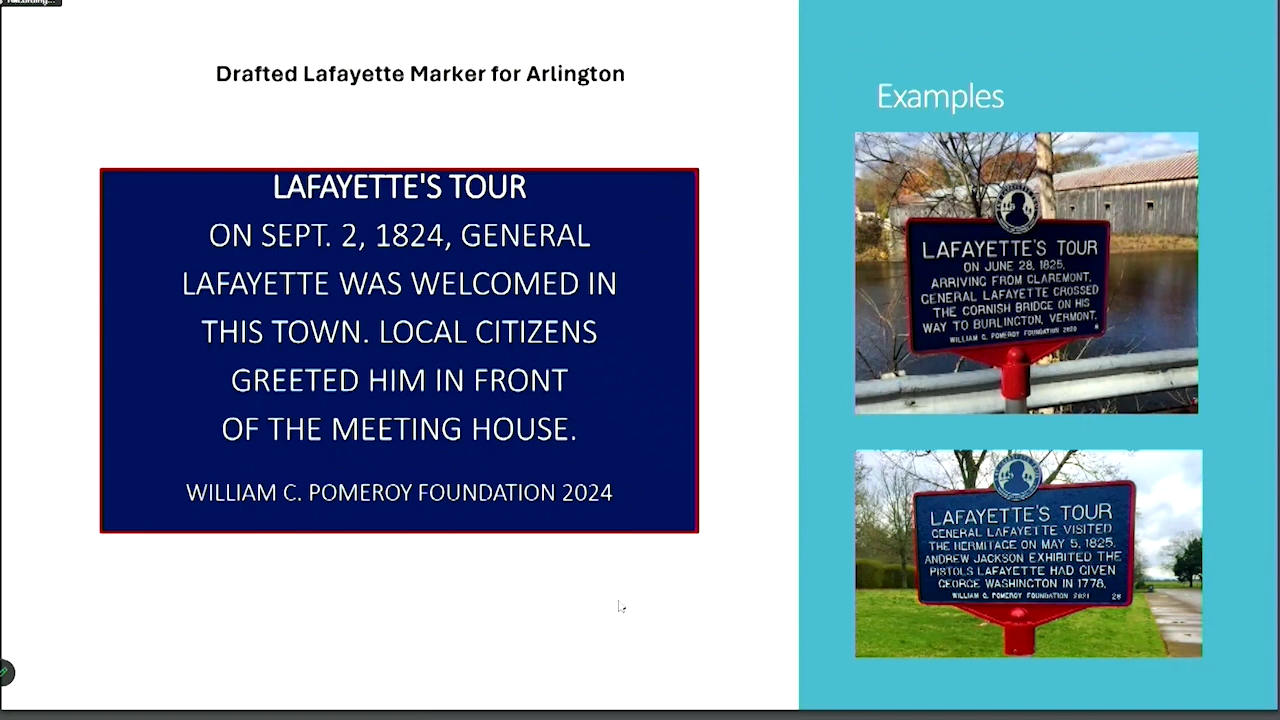 Drafted Lafayette Marker for Arlington
LAFAYETTE'S TOUR
ON SEPT. 2, 1824, GENERAL
LAFAYETTE WAS WELCOMED IN
THIS TOWN. LOCAL CITIZENS
GREETED HIM IN FRONT
OF THE MEETING HOUSE.
WILLIAM C. POMEROY FOUNDATION 2024
Examples
LAFAYETTE'S TOUR
ON JUNE 28, 1825,
ARRIVING FROM CLAREMONT,
GENERAL LAFAYETTE CROSSED
THE CORNISH BRIDGE ON HIS
WAY TO BURLINGTON, VERMONT.
WILLIAM C. POMEROY FOUNDATION 2020
LAFAYETTE'S TOUR
GENERAL LAFAYETTE VISITED
THE HERMITAGE ON MAY 5, 1825.
ANDREW JACKSON EXHIBITED THE
PISTOLS LAFAYETTE HAD GIVEN
GEORGE WASHINGTON IN 1778.
WILLIAM C. POMEROY FOUNDATION 2021 28